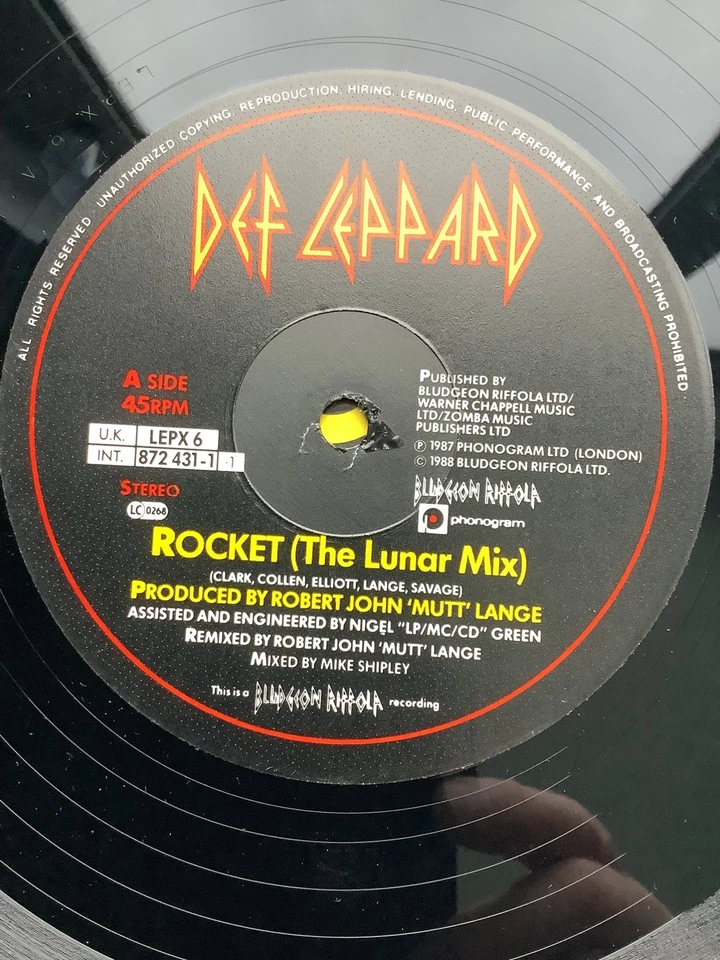 ALL RIGHTS RESERVED. UNAUTHORIZED COPYING, REPRODUCTION, HIRING, LENDING, PUBLIC PERFORMANCE AND BROADCASTING PROHIBITED.
DEF LEPPARD
A SIDE
45RPM
U.K. LEPX 6
INT. 872 431-1 -1
STEREO
LC 0268
PUBLISHED BY
BLUDGEON RIFFOLA LTD/
WARNER CHAPPELL MUSIC
LTD/ZOMBA MUSIC
PUBLISHERS LTD
℗ 1987 PHONOGRAM LTD (LONDON)
© 1988 BLUDGEON RIFFOLA LTD.
BLUDGEON RIFFOLA
phonogram
ROCKET (The Lunar Mix)
(CLARK, COLLEN, ELLIOTT, LANGE, SAVAGE)
PRODUCED BY ROBERT JOHN 'MUTT' LANGE
ASSISTED AND ENGINEERED BY NIGEL "LP/MC/CD" GREEN
REMIXED BY ROBERT JOHN 'MUTT' LANGE
MIXED BY MIKE SHIPLEY
This is a BLUDGEON RIFFOLA recording